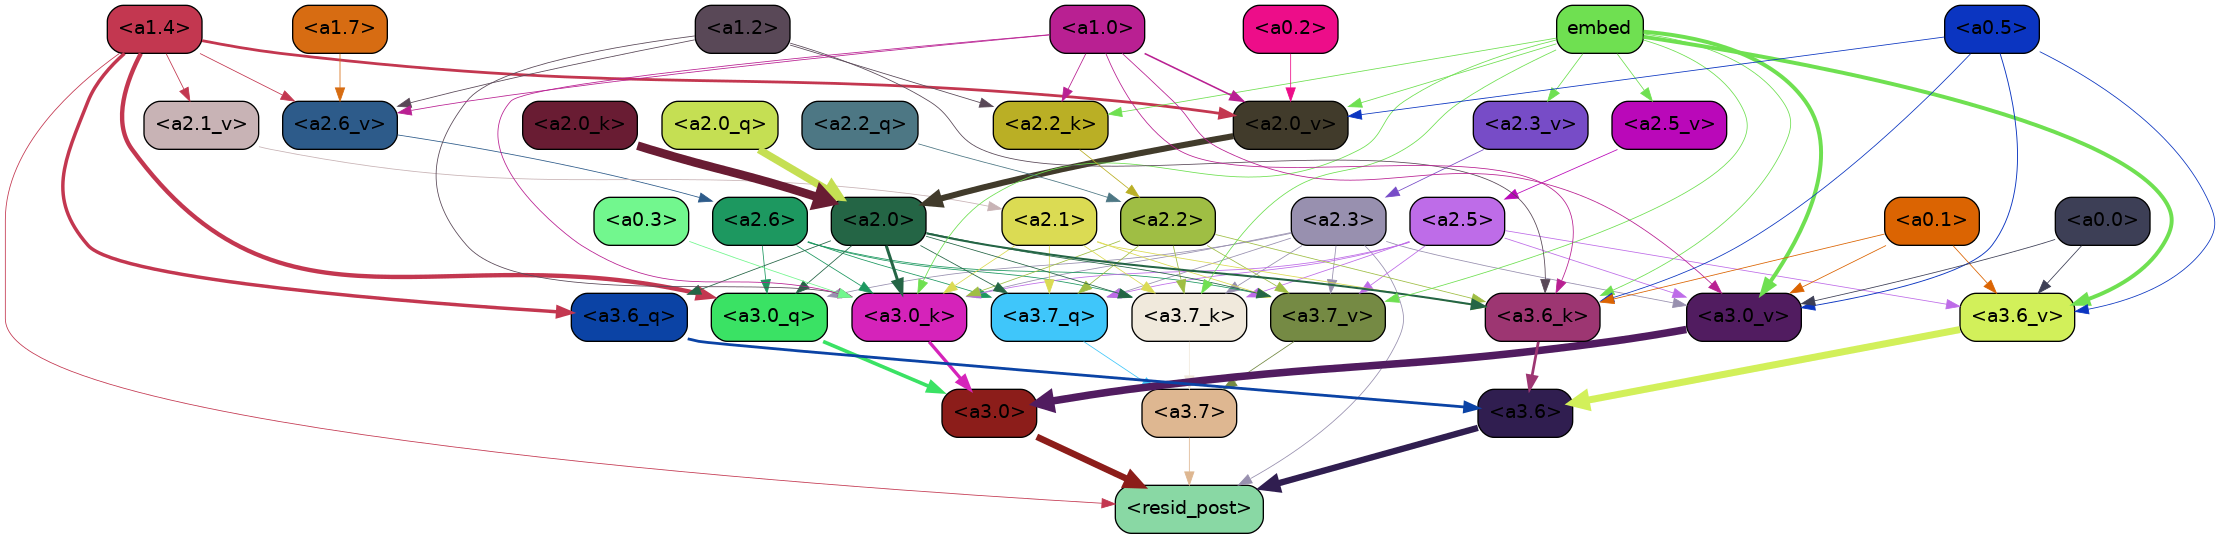 <a1.4> <a1.7> <a1.2> <a1.0> <a0.2> embed <a0.5>
<a2.1_v> <a2.6_v> <a2.0_k> <a2.0_q> <a2.2_q> <a2.2_k> <a2.0_v> <a2.3_v> <a2.5_v>
<a0.3> <a2.6> <a2.0> <a2.1> <a2.2> <a2.3> <a2.5> <a0.1> <a0.0>
<a3.6_q> <a3.0_q> <a3.0_k> <a3.7_q> <a3.7_k> <a3.7_v> <a3.6_k> <a3.0_v> <a3.6_v>
<a3.0> <a3.7> <a3.6>
<resid_post>